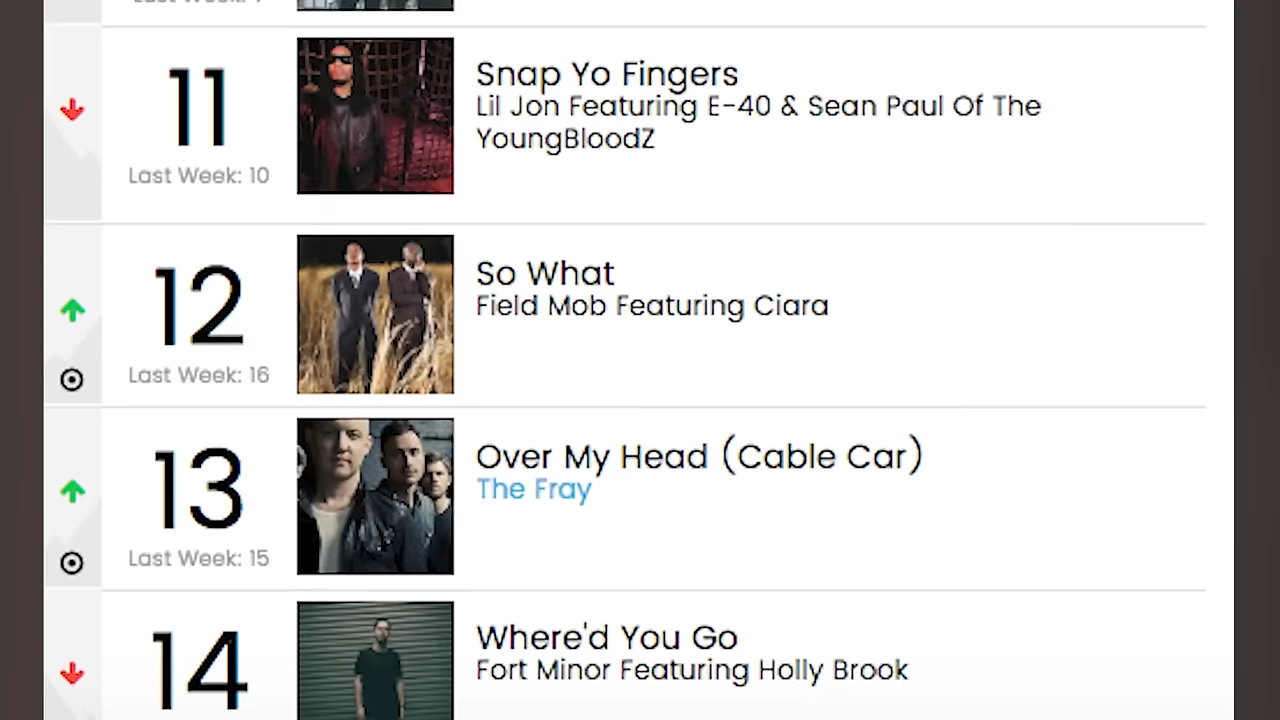 11
Last Week: 10
Snap Yo Fingers
Lil Jon Featuring E-40 & Sean Paul Of The
YoungBloodZ
12
Last Week: 16
So What
Field Mob Featuring Ciara
13
Last Week: 15
Over My Head (Cable Car)
The Fray
14
Where'd You Go
Fort Minor Featuring Holly Brook